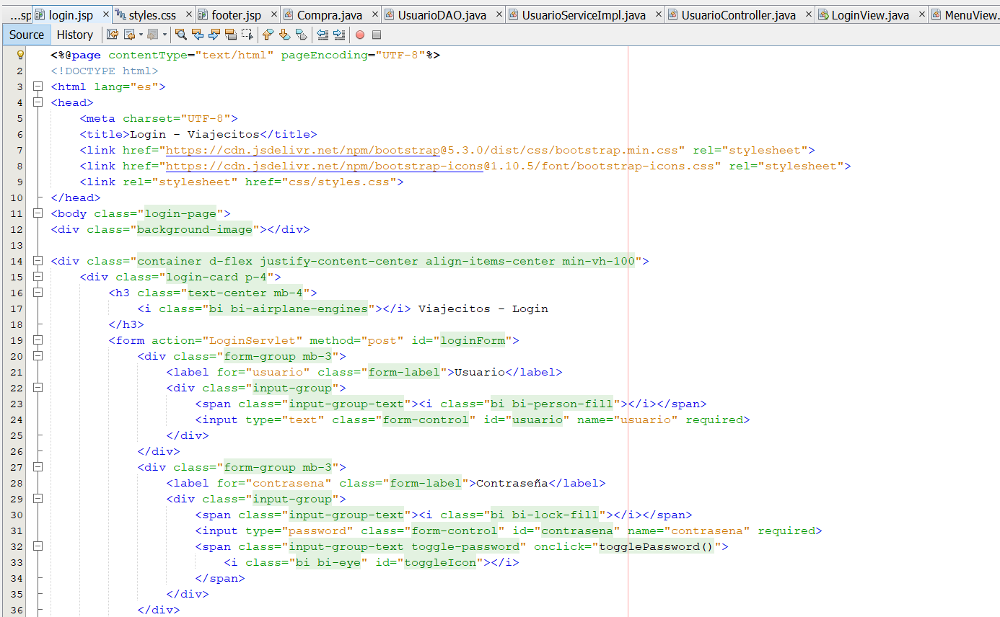 ...sp login.jsp × styles.css × footer.jsp × Compra.java × UsuarioDAO.java × UsuarioServiceImpl.java × UsuarioController.java × LoginView.java × MenuView.
Source History
<%@page contentType="text/html" pageEncoding="UTF-8"%>
2 <!DOCTYPE html>
3 <html lang="es">
4 <head>
5     <meta charset="UTF-8">
6     <title>Login - Viajecitos</title>
7     <link href="https://cdn.jsdelivr.net/npm/bootstrap@5.3.0/dist/css/bootstrap.min.css" rel="stylesheet">
8     <link href="https://cdn.jsdelivr.net/npm/bootstrap-icons@1.10.5/font/bootstrap-icons.css" rel="stylesheet">
9     <link rel="stylesheet" href="css/styles.css">
10 </head>
11 <body class="login-page">
12 <div class="background-image"></div>
13
14 <div class="container d-flex justify-content-center align-items-center min-vh-100">
15     <div class="login-card p-4">
16         <h3 class="text-center mb-4">
17             <i class="bi bi-airplane-engines"></i> Viajecitos - Login
18         </h3>
19         <form action="LoginServlet" method="post" id="loginForm">
20             <div class="form-group mb-3">
21                 <label for="usuario" class="form-label">Usuario</label>
22                 <div class="input-group">
23                     <span class="input-group-text"><i class="bi bi-person-fill"></i></span>
24                     <input type="text" class="form-control" id="usuario" name="usuario" required>
25                 </div>
26             </div>
27             <div class="form-group mb-3">
28                 <label for="contrasena" class="form-label">Contraseña</label>
29                 <div class="input-group">
30                     <span class="input-group-text"><i class="bi bi-lock-fill"></i></span>
31                     <input type="password" class="form-control" id="contrasena" name="contrasena" required>
32                     <span class="input-group-text toggle-password" onclick="togglePassword()">
33                         <i class="bi bi-eye" id="toggleIcon"></i>
34                     </span>
35                 </div>
36             </div>